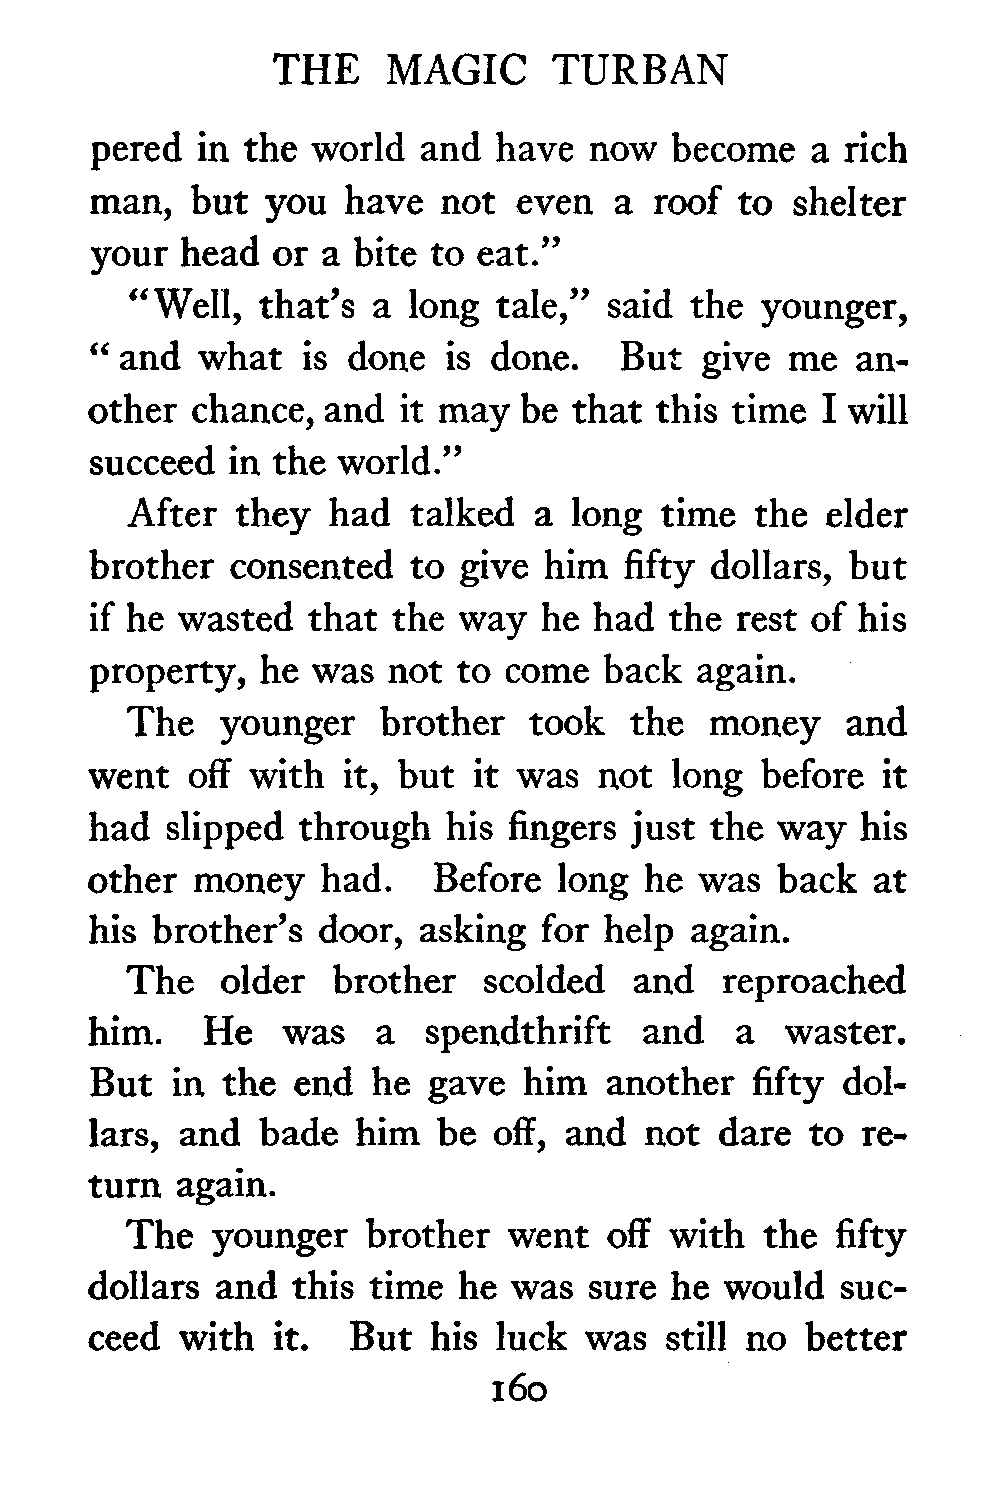 THE MAGIC TURBAN
pered in the world and have now become a rich
man, but you have not even a roof to shelter
your head or a bite to eat.”
“Well, that’s a long tale,” said the younger,
“ and what is done is done. But give me an-
other chance, and it may be that this time I will
succeed in the world.”
After they had talked a long time the elder
brother consented to give him fifty dollars, but
if he wasted that the way he had the rest of his
property, he was not to come back again.
The younger brother took the money and
went off with it, but it was not long before it
had slipped through his fingers just the way his
other money had. Before long he was back at
his brother’s door, asking for help again.
The older brother scolded and reproached
him. He was a spendthrift and a waster.
But in the end he gave him another fifty dol-
lars, and bade him be off, and not dare to re-
turn again.
The younger brother went off with the fifty
dollars and this time he was sure he would suc-
ceed with it. But his luck was still no better
160